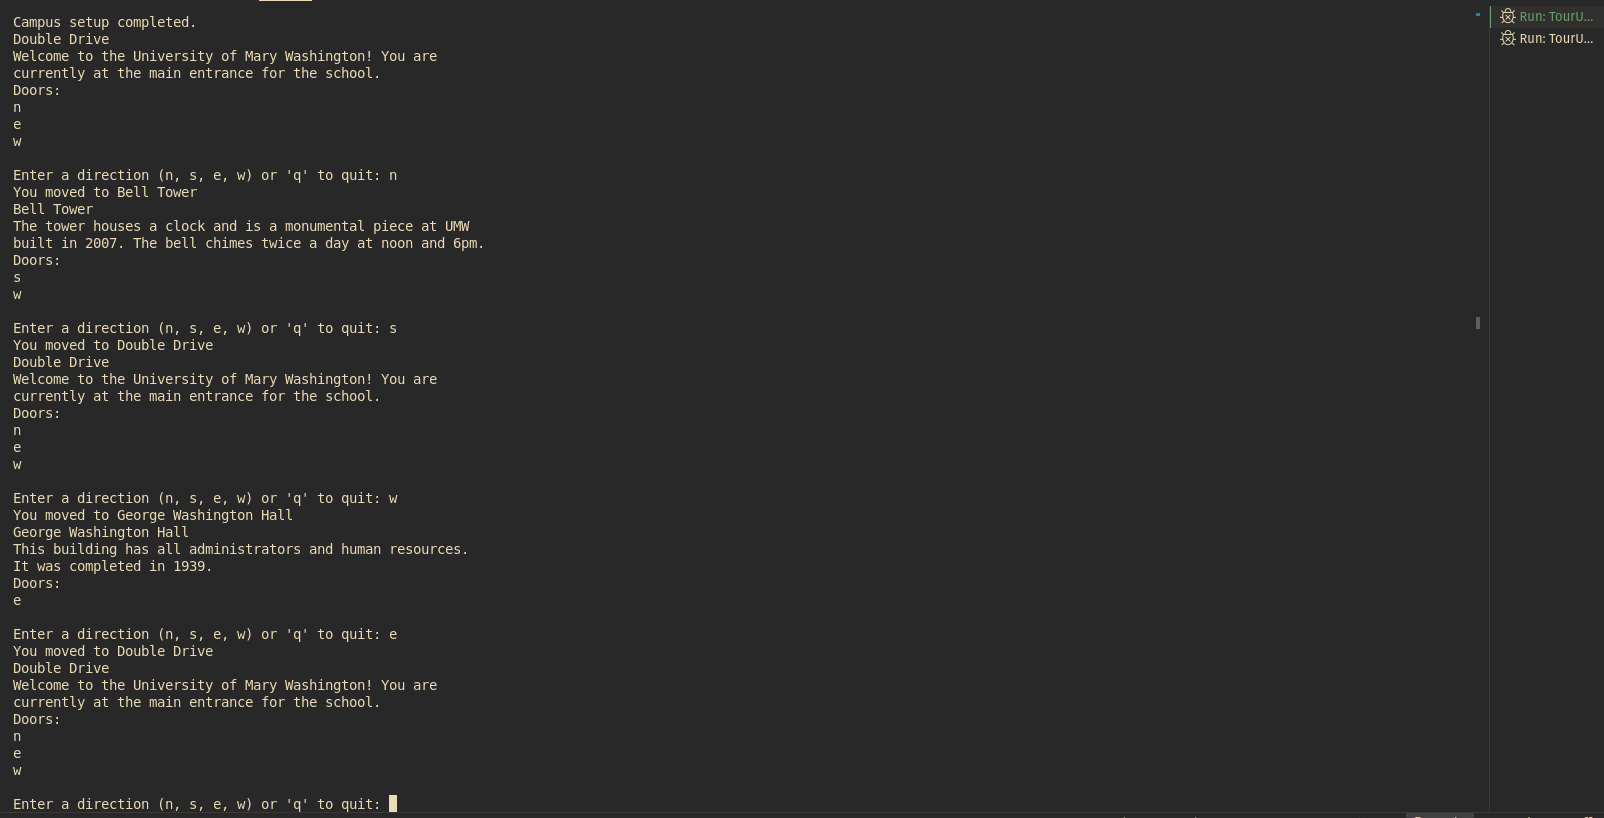 Campus setup completed.
Double Drive
Welcome to the University of Mary Washington! You are
currently at the main entrance for the school.
Doors:
n
e
w
Enter a direction (n, s, e, w) or 'q' to quit: n
You moved to Bell Tower
Bell Tower
The tower houses a clock and is a monumental piece at UMW
built in 2007. The bell chimes twice a day at noon and 6pm.
Doors:
s
w
Enter a direction (n, s, e, w) or 'q' to quit: s
You moved to Double Drive
Double Drive
Welcome to the University of Mary Washington! You are
currently at the main entrance for the school.
Doors:
n
e
w
Enter a direction (n, s, e, w) or 'q' to quit: w
You moved to George Washington Hall
George Washington Hall
This building has all administrators and human resources.
It was completed in 1939.
Doors:
e
Enter a direction (n, s, e, w) or 'q' to quit: e
You moved to Double Drive
Double Drive
Welcome to the University of Mary Washington! You are
currently at the main entrance for the school.
Doors:
n
e
w
Enter a direction (n, s, e, w) or 'q' to quit:
Run: TourU...
Run: TourU...